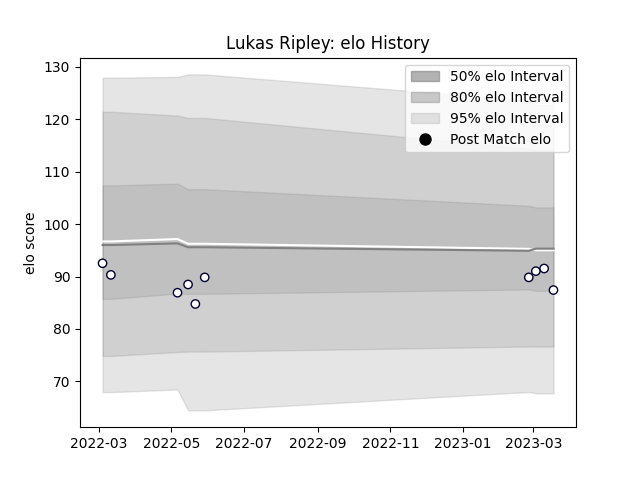 Lukas Ripley: elo History
130
120
110
100
90
80
70
elo score
50% elo Interval
80% elo Interval
95% elo Interval
Post Match elo
2022-03
2022-05
2022-07
2022-09
2022-11
2023-01
2023-03